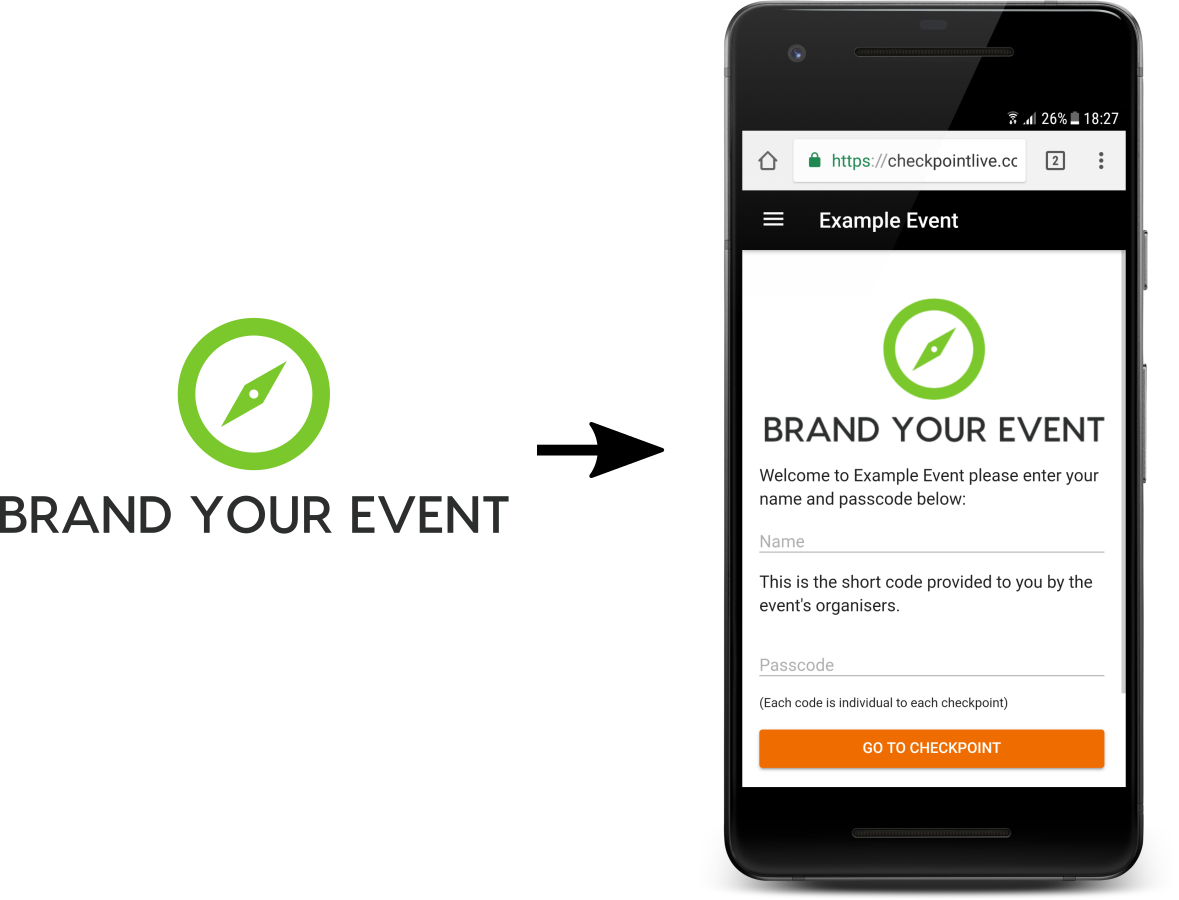 BRAND YOUR EVENT
26% 18:27
https://checkpointlive.cc
2
Example Event
BRAND YOUR EVENT
Welcome to Example Event please enter your
name and passcode below:
Name
This is the short code provided to you by the
event's organisers.
Passcode
(Each code is individual to each checkpoint)
GO TO CHECKPOINT